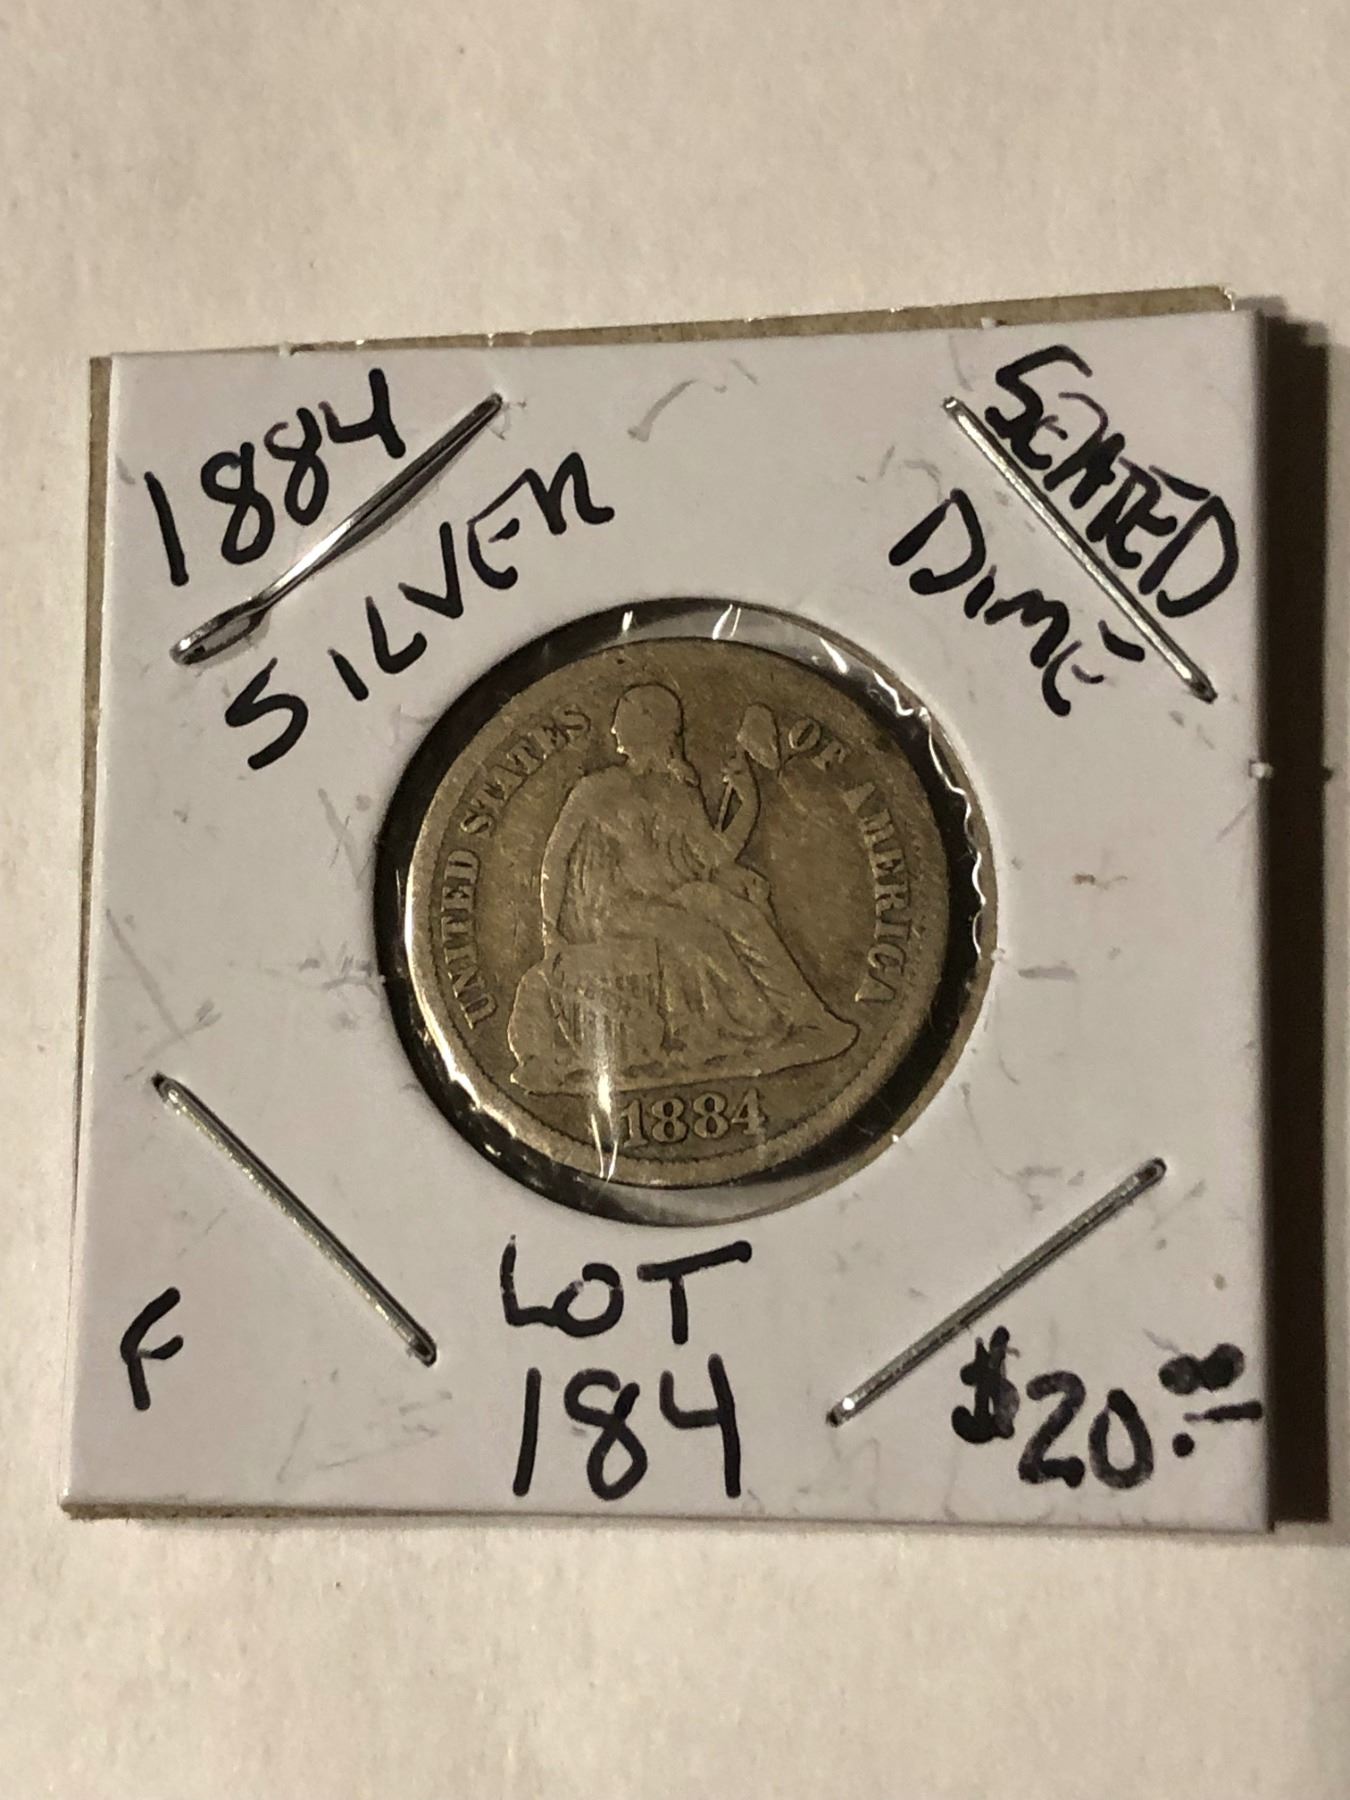 1884
SILVER
SEATED
DIME
UNITED STATES OF AMERICA
1884
LOT
184
F
$20.00